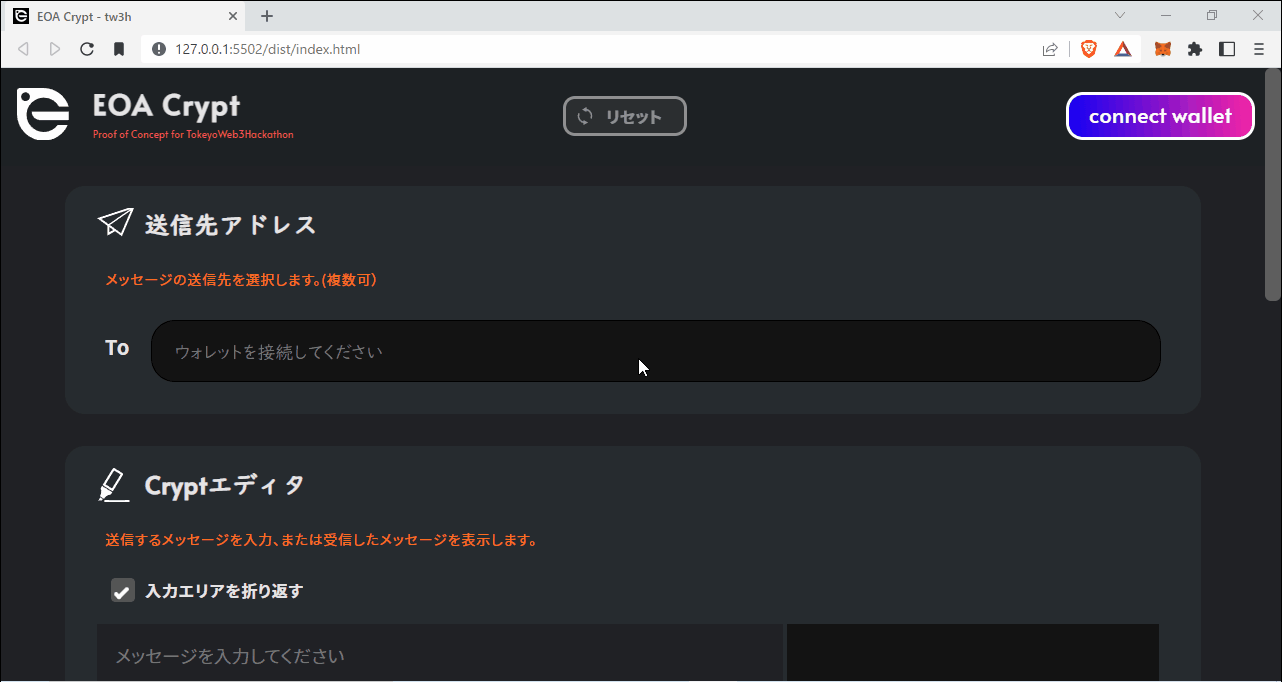 EOA Crypt - tw3h
127.0.0.1:5502/dist/index.html
EOA Crypt
Proof of Concept for TokeyoWeb3Hackathon
リセット
connect wallet
送信先アドレス
メッセージの送信先を選択します。(複数可)
To
ウォレットを接続してください
Cryptエディタ
送信するメッセージを入力、または受信したメッセージを表示します。
入力エリアを折り返す
メッセージを入力してください